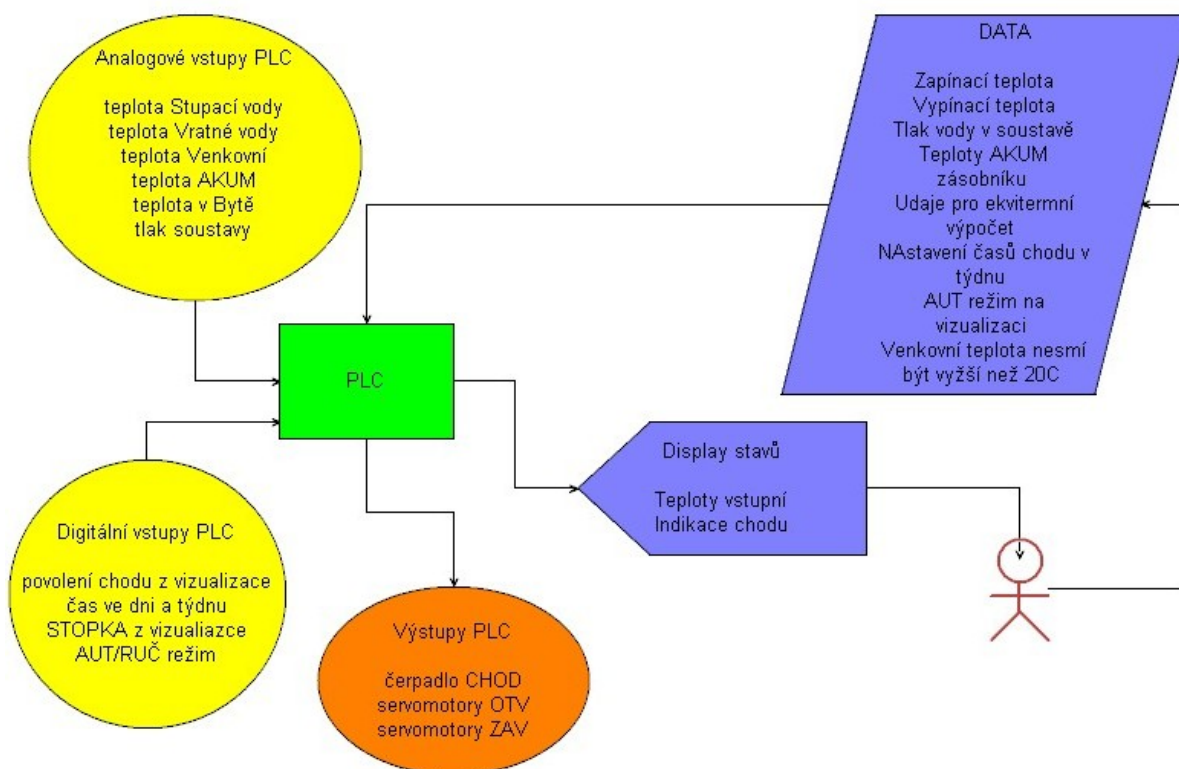 Analogové vstupy PLC
teplota Stupací vody
teplota Vratné vody
teplota Venkovní
teplota AKUM
teplota v Bytě
tlak soustavy
DATA
Zapínací teplota
Vypínací teplota
Tlak vody v soustavě
Teploty AKUM
zásobníku
Udaje pro ekvitermní
výpočet
NAstavení časů chodu v
týdnu
AUT režim na
vizualizaci
Venkovní teplota nesmí
být vyžší než 20C
PLC
Display stavů
Teploty vstupní
Indikace chodu
Digitální vstupy PLC
povolení chodu z vizualizace
čas ve dni a týdnu
STOPKA z vizualiazce
AUT/RUČ režim
Výstupy PLC
čerpadlo CHOD
servomotory OTV
servomotory ZAV